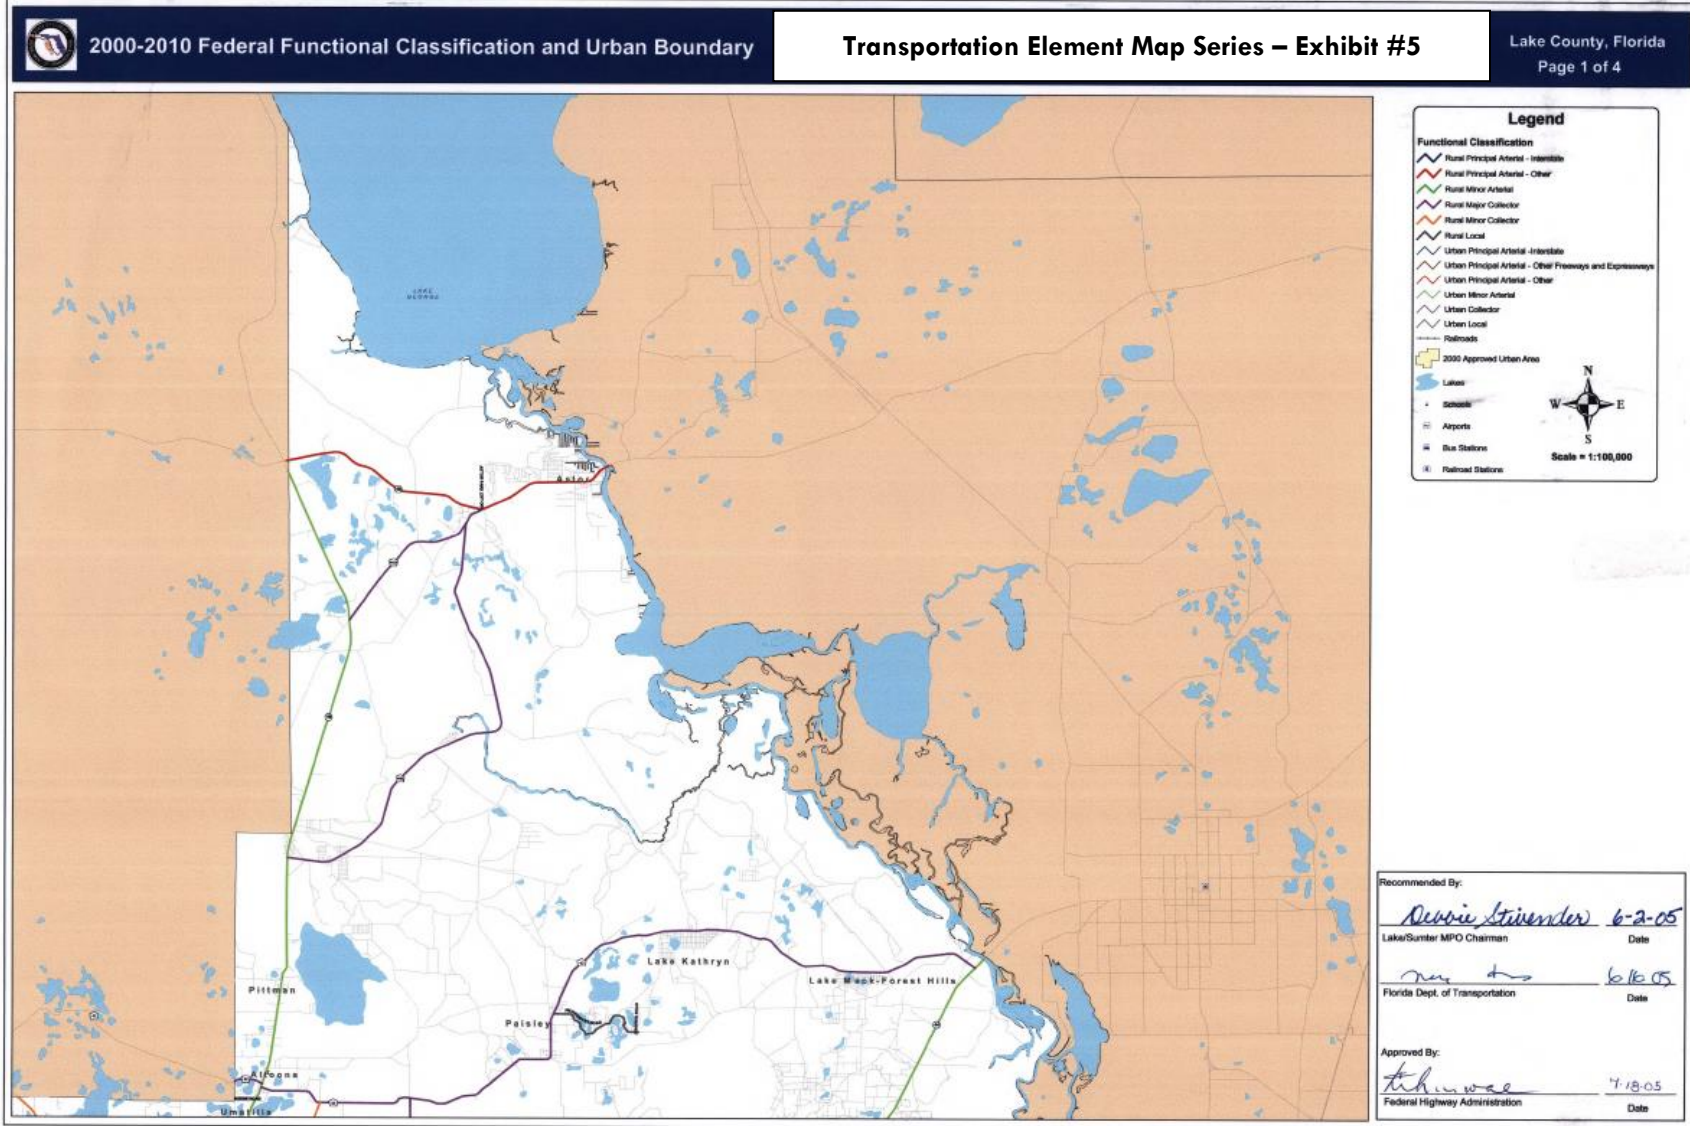 2000-2010 Federal Functional Classification and Urban Boundary
Transportation Element Map Series – Exhibit #5
Lake County, Florida
Page 1 of 4
Legend
Functional Classification
Rural Principal Arterial - Interstate
Rural Principal Arterial - Other
Rural Minor Arterial
Rural Major Collector
Rural Minor Collector
Rural Local
Urban Principal Arterial -Interstate
Urban Principal Arterial - Other Freeways and Expressways
Urban Principal Arterial - Other
Urban Minor Arterial
Urban Collector
Urban Local
Railroads
2000 Approved Urban Area
Lakes
Schools
Airports
Bus Stations
Railroad Stations
N
W
E
S
Scale = 1:100,000
LAKE
GEORGE
Astor
Lake Kathryn
Lake Mack-Forest Hills
Pittman
Paisley
Altoona
Umatilla
Recommended By:
Debbie Stivender 6-2-05
Lake/Sumter MPO Chairman Date
6 16 05
Florida Dept. of Transportation Date
Approved By:
7-18-05
Federal Highway Administration Date